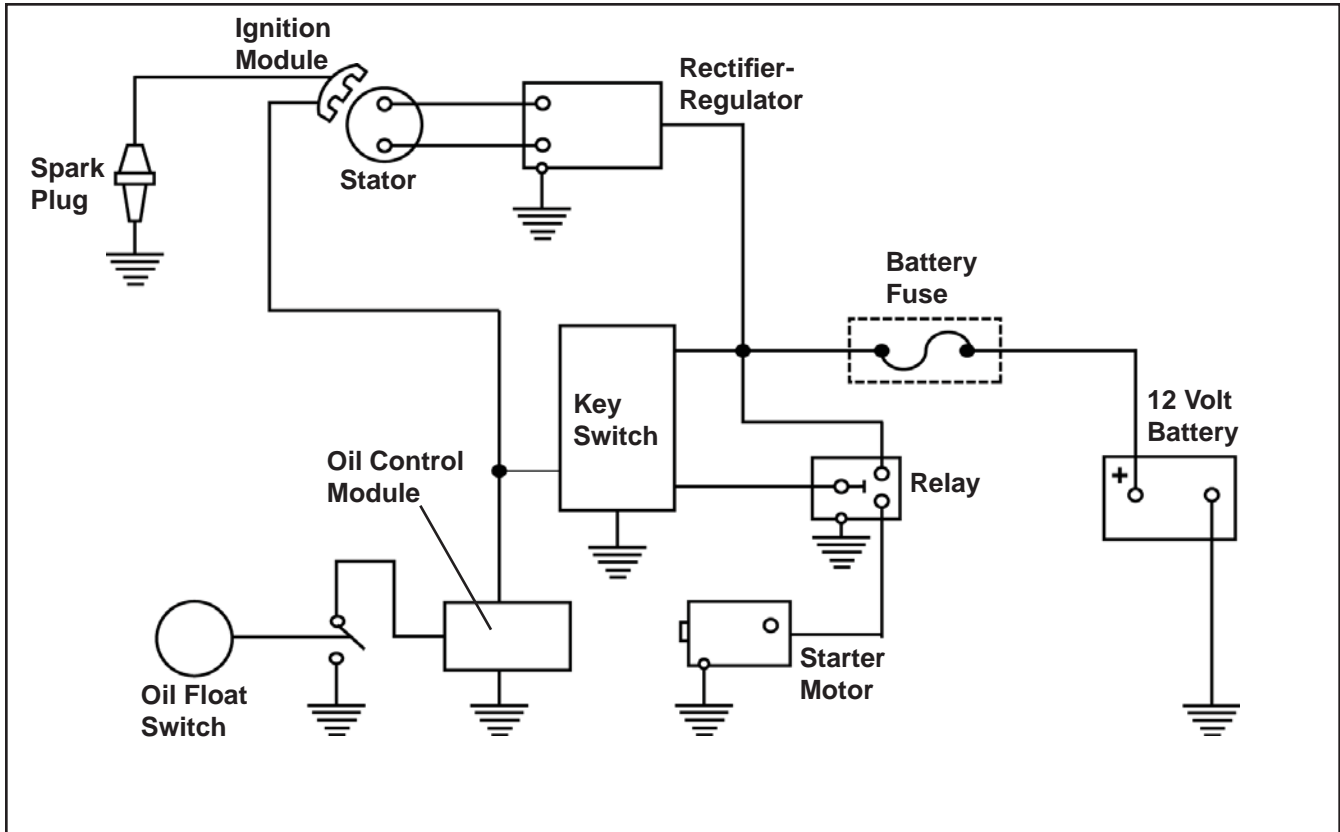 Ignition
Module
Rectifier-
Regulator
Spark
Plug
Stator
Battery
Fuse
Key
Switch
12 Volt
Battery
+
Oil Control
Module
Relay
Starter
Motor
Oil Float
Switch